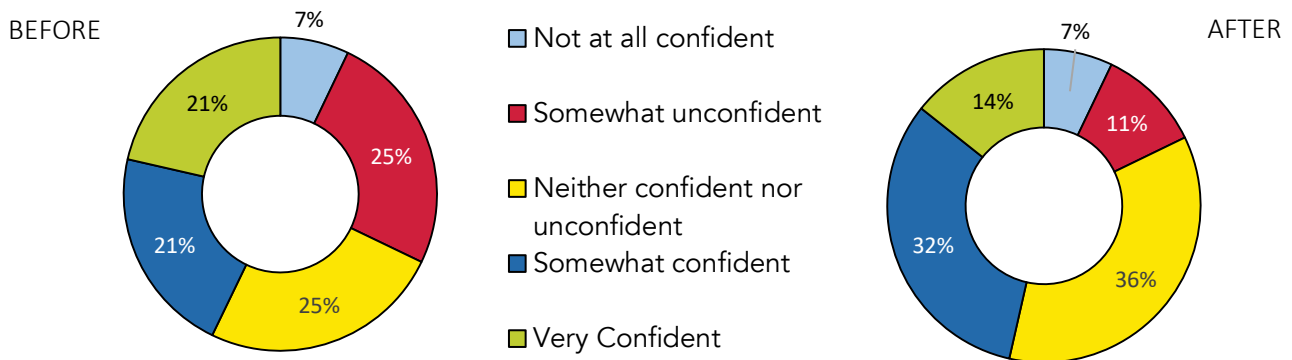 BEFORE
7%
25%
25%
21%
21%
Not at all confident
Somewhat unconfident
Neither confident nor
unconfident
Somewhat confident
Very Confident
AFTER
7%
11%
36%
32%
14%